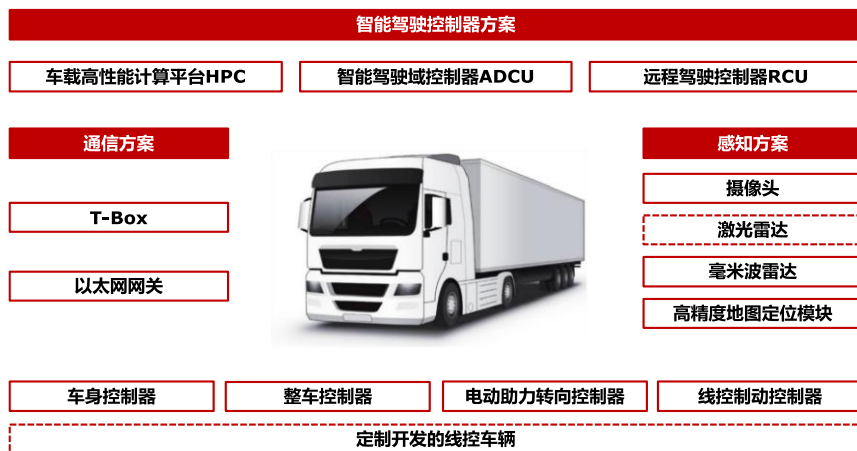 智能驾驶控制器方案
车载高性能计算平台HPC
智能驾驶域控制器ADCU
远程驾驶控制器RCU
通信方案
T-Box
以太网网关
感知方案
摄像头
激光雷达
毫米波雷达
高精度地图定位模块
车身控制器
整车控制器
电动助力转向控制器
线控制动控制器
定制开发的线控车辆